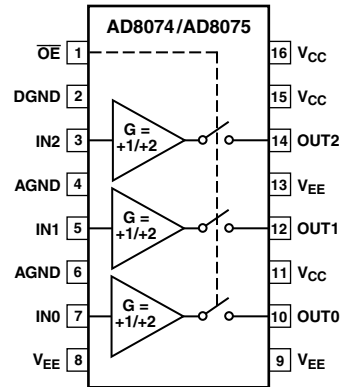 AD8074/AD8075
OE 1 16 VCC
DGND 2 15 VCC
IN2 3 G = +1/+2 14 OUT2
AGND 4 13 VEE
IN1 5 G = +1/+2 12 OUT1
AGND 6 11 VCC
IN0 7 G = +1/+2 10 OUT0
VEE 8 9 VEE